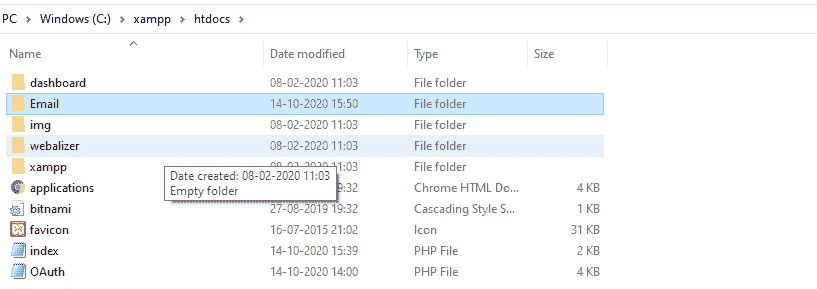 PC > Windows (C:) > xampp > htdocs >
Name Date modified Type Size
dashboard 08-02-2020 11:03 File folder
Email 14-10-2020 15:50 File folder
img 08-02-2020 11:03 File folder
webalizer 08-02-2020 11:03 File folder
xampp 08-02-2020 11:03 File folder
Date created: 08-02-2020 11:03
Empty folder
applications 9:32 Chrome HTML Do... 4 KB
bitnami 27-08-2019 19:32 Cascading Style S... 1 KB
favicon 16-07-2015 21:02 Icon 31 KB
index 14-10-2020 15:39 PHP File 2 KB
OAuth 14-10-2020 14:00 PHP File 4 KB